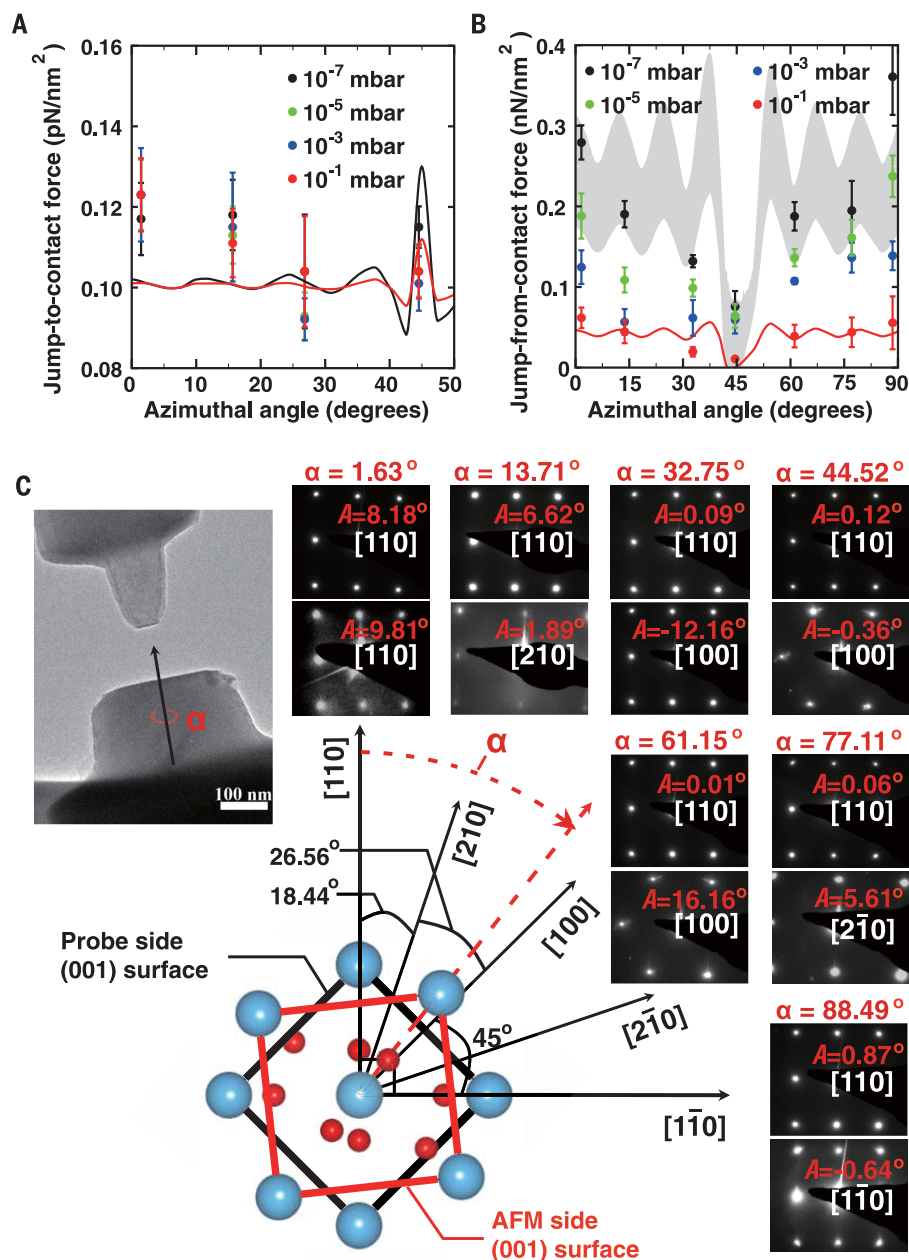 A
Jump-to-contact force (pN/nm²)
0.16
0.14
0.12
0.10
0.08
10⁻⁷ mbar
10⁻⁵ mbar
10⁻³ mbar
10⁻¹ mbar
0 10 20 30 40 50
Azimuthal angle (degrees)
B
Jump-from-contact force (nN/nm²)
0.4
0.3
0.2
0.1
0
10⁻⁷ mbar 10⁻³ mbar
10⁻⁵ mbar 10⁻¹ mbar
0 15 30 45 60 75 90
Azimuthal angle (degrees)
C
α
100 nm
α = 1.63°
A=8.18°
[110]
A=9.81°
[110]
α = 13.71°
A=6.62°
[110]
A=1.89°
[210]
α = 32.75°
A=0.09°
[110]
A=-12.16°
[100]
α = 44.52°
A=0.12°
[110]
A=-0.36°
[100]
α = 61.15°
A=0.01°
[110]
A=16.16°
[100]
α = 77.11°
A=0.06°
[110]
A=5.61°
[21̄0]
α = 88.49°
A=0.87°
[110]
A=-0.64°
[11̄0]
[110]
α
[210]
26.56°
18.44°
[100]
Probe side
(001) surface
45°
[21̄0]
[11̄0]
AFM side
(001) surface